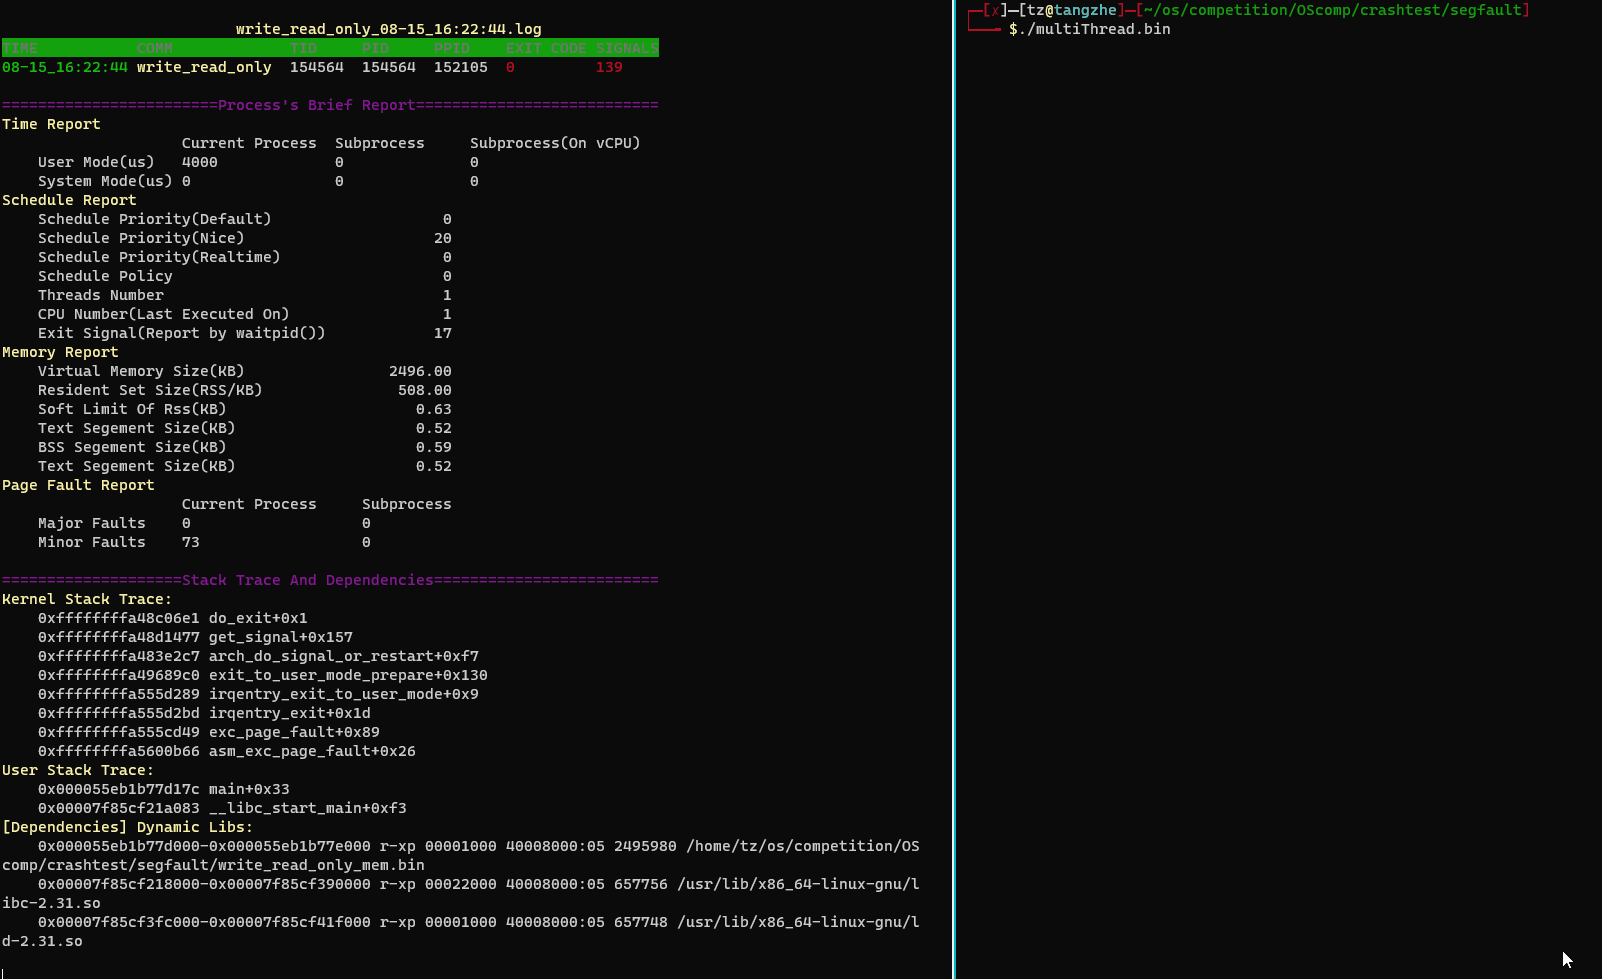 write_read_only_08-15_16:22:44.log
TIME COMM TID PID PPID EXIT CODE SIGNALS
08-15_16:22:44 write_read_only 154564 154564 152105 0 139
========================Process's Brief Report===========================
Time Report
Current Process Subprocess Subprocess(On vCPU)
User Mode(us) 4000 0 0
System Mode(us) 0 0 0
Schedule Report
Schedule Priority(Default) 0
Schedule Priority(Nice) 20
Schedule Priority(Realtime) 0
Schedule Policy 0
Threads Number 1
CPU Number(Last Executed On) 1
Exit Signal(Report by waitpid()) 17
Memory Report
Virtual Memory Size(KB) 2496.00
Resident Set Size(RSS/KB) 508.00
Soft Limit Of Rss(KB) 0.63
Text Segement Size(KB) 0.52
BSS Segement Size(KB) 0.59
Text Segement Size(KB) 0.52
Page Fault Report
Current Process Subprocess
Major Faults 0 0
Minor Faults 73 0
====================Stack Trace And Dependencies=========================
Kernel Stack Trace:
0xffffffffa48c06e1 do_exit+0x1
0xffffffffa48d1477 get_signal+0x157
0xffffffffa483e2c7 arch_do_signal_or_restart+0xf7
0xffffffffa49689c0 exit_to_user_mode_prepare+0x130
0xffffffffa555d289 irqentry_exit_to_user_mode+0x9
0xffffffffa555d2bd irqentry_exit+0x1d
0xffffffffa555cd49 exc_page_fault+0x89
0xffffffffa5600b66 asm_exc_page_fault+0x26
User Stack Trace:
0x000055eb1b77d17c main+0x33
0x00007f85cf21a083 __libc_start_main+0xf3
[Dependencies] Dynamic Libs:
0x000055eb1b77d000-0x000055eb1b77e000 r-xp 00001000 40008000:05 2495980 /home/tz/os/competition/OS
comp/crashtest/segfault/write_read_only_mem.bin
0x00007f85cf218000-0x00007f85cf390000 r-xp 00022000 40008000:05 657756 /usr/lib/x86_64-linux-gnu/l
ibc-2.31.so
0x00007f85cf3fc000-0x00007f85cf41f000 r-xp 00001000 40008000:05 657748 /usr/lib/x86_64-linux-gnu/l
d-2.31.so
┌─[x]─[tz@tangzhe]─[~/os/competition/OScomp/crashtest/segfault]
└──╼ $./multiThread.bin